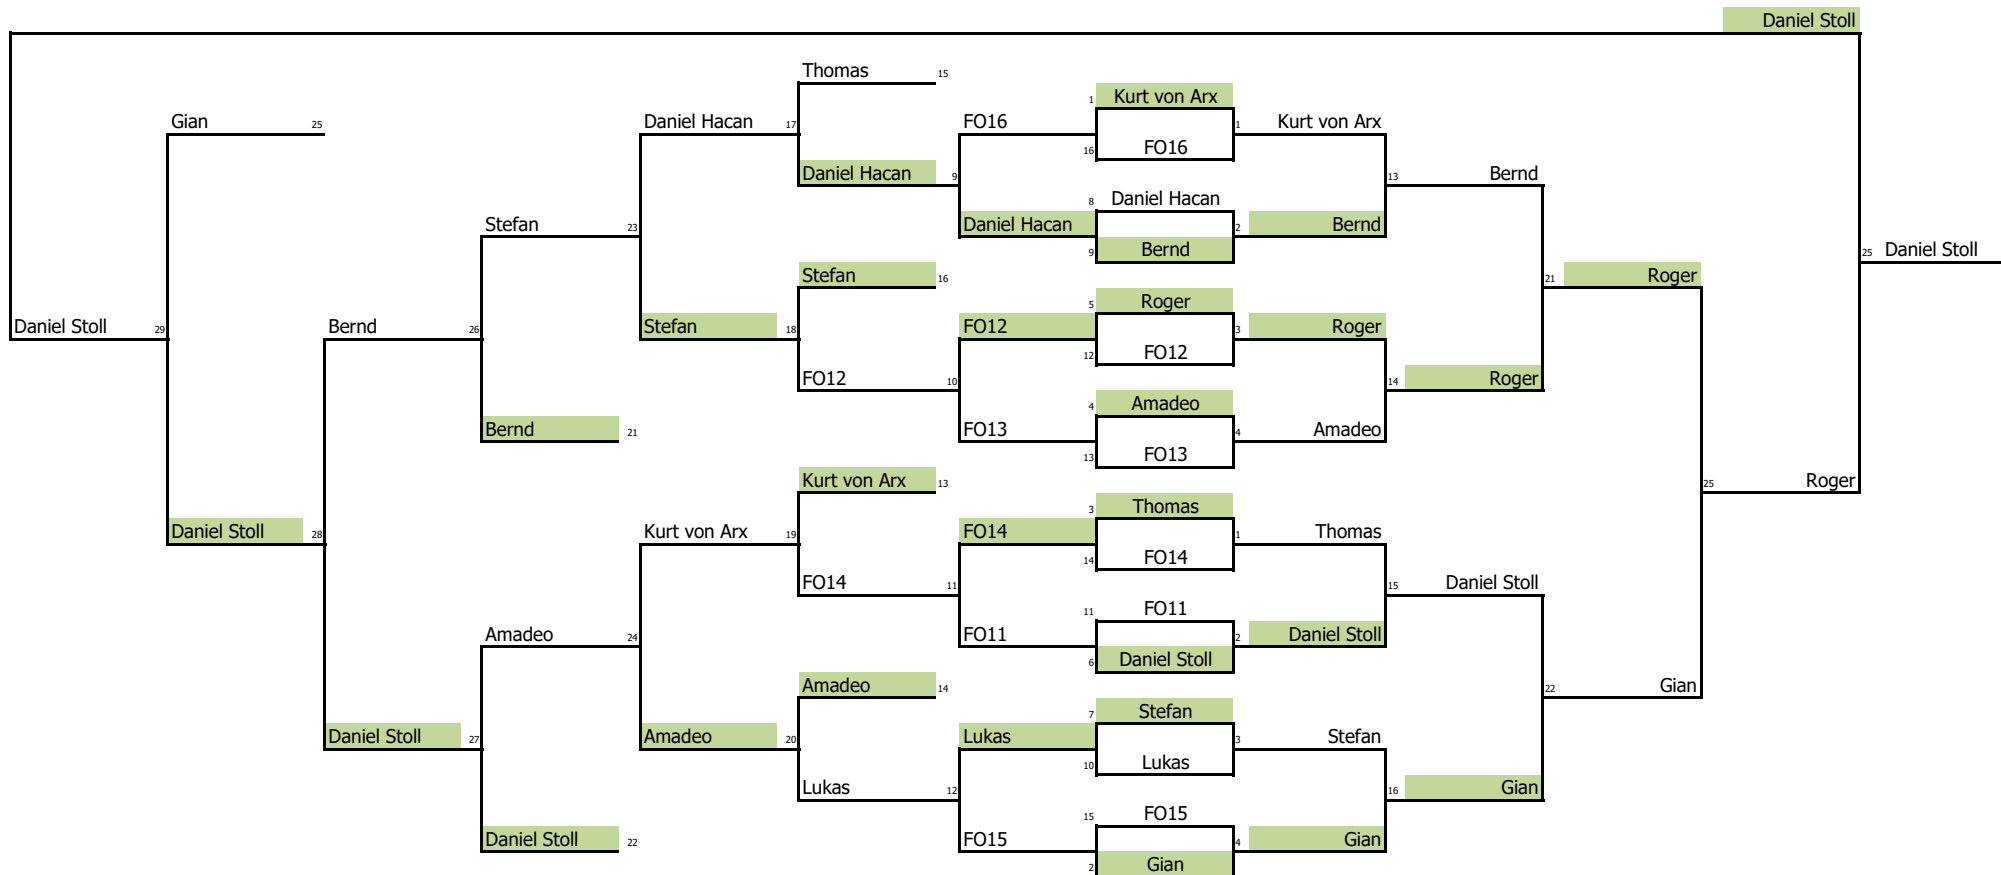 Daniel Stoll
Thomas 15
1 Kurt von Arx
Gian 25 Daniel Hacan 17 FO16 1 Kurt von Arx
16 FO16
Daniel Hacan 9 13 Bernd
8 Daniel Hacan
Stefan 23 Daniel Hacan 2 Bernd
9 Bernd
25 Daniel Stoll
Stefan 16 21 Roger
5 Roger
Daniel Stoll 29 Bernd 26 Stefan 18 FO12 3 Roger
12 FO12
FO12 10 14 Roger
4 Amadeo
Bernd 21 FO13 4 Amadeo
13 FO13
Kurt von Arx 13 25 Roger
3 Thomas
Daniel Stoll 28 Kurt von Arx 19 FO14 1 Thomas
14 FO14
FO14 11 15 Daniel Stoll
11 FO11
Amadeo 24 FO11 2 Daniel Stoll
6 Daniel Stoll
Amadeo 14 22 Gian
7 Stefan
Daniel Stoll 27 Amadeo 20 Lukas 3 Stefan
10 Lukas
Lukas 12 16 Gian
15 FO15
Daniel Stoll 22 FO15 4 Gian
2 Gian